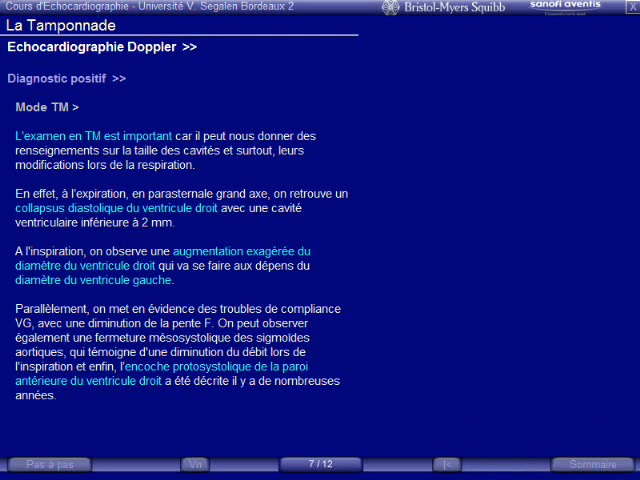 Cours d'Echocardiographie - Université V. Segalen Bordeaux 2
Bristol-Myers Squibb
sanofi aventis
X
La Tamponnade
Echocardiographie Doppler >>
Diagnostic positif >>
Mode TM >
L'examen en TM est important car il peut nous donner des
renseignements sur la taille des cavités et surtout, leurs
modifications lors de la respiration.
En effet, à l'expiration, en parasternale grand axe, on retrouve un
collapsus diastolique du ventricule droit avec une cavité
ventriculaire inférieure à 2 mm.
A l'inspiration, on observe une augmentation exagérée du
diamètre du ventricule droit qui va se faire aux dépens du
diamètre du ventricule gauche.
Parallèlement, on met en évidence des troubles de compliance
VG, avec une diminution de la pente F. On peut observer
également une fermeture mésosystolique des sigmoïdes
aortiques, qui témoigne d'une diminution du débit lors de
l'inspiration et enfin, l'encoche protosystolique de la paroi
antérieure du ventricule droit a été décrite il y a de nombreuses
années.
Pas à pas
Vn
7 / 12
|<
Sommaire